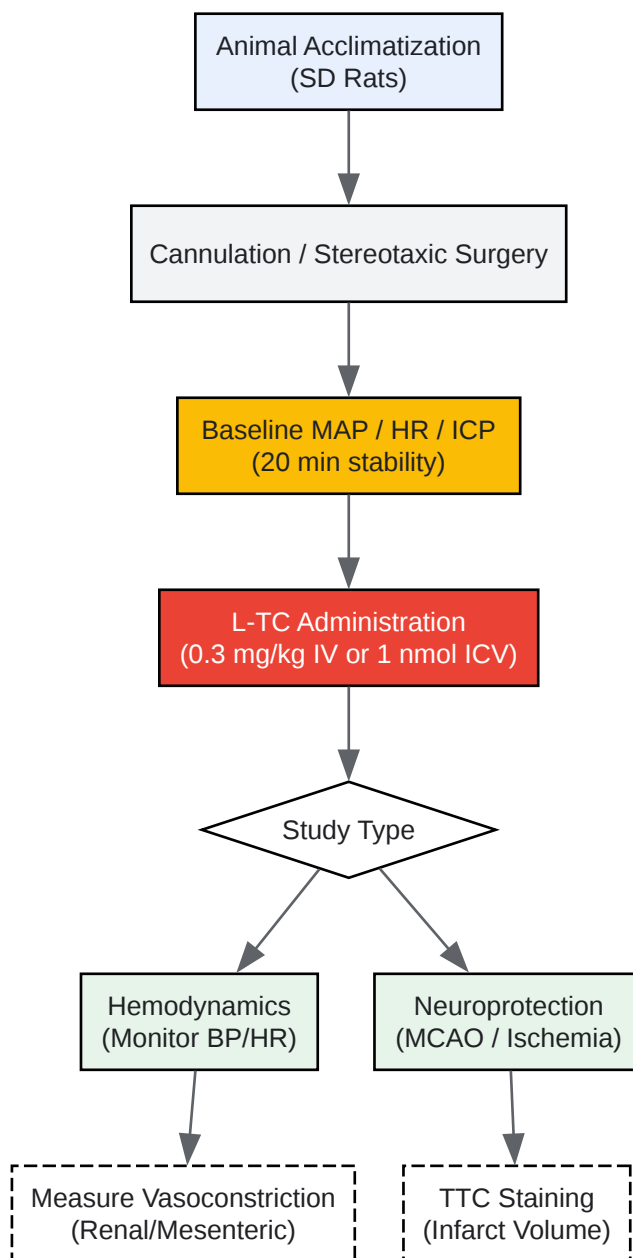 Animal Acclimatization
(SD Rats)
Cannulation / Stereotaxic Surgery
Baseline MAP / HR / ICP
(20 min stability)
L-TC Administration
(0.3 mg/kg IV or 1 nmol ICV)
Study Type
Hemodynamics
(Monitor BP/HR)
Neuroprotection
(MCAO / Ischemia)
Measure Vasoconstriction
(Renal/Mesenteric)
TTC Staining
(Infarct Volume)